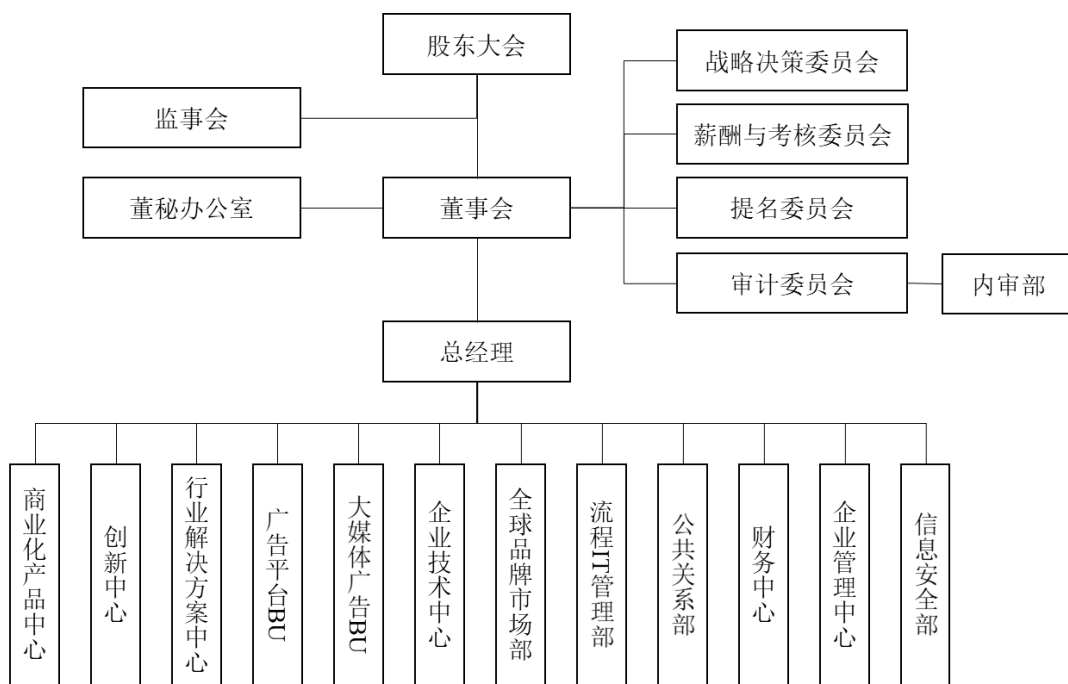 股东大会
战略决策委员会
监事会
薪酬与考核委员会
董秘办公室
董事会
提名委员会
审计委员会
内审部
总经理
商业化产品中心
创新中心
行业解决方案中心
广告平台BU
大媒体广告BU
企业技术中心
全球品牌市场部
流程IT管理部
公共关系部
财务中心
企业管理中心
信息安全部